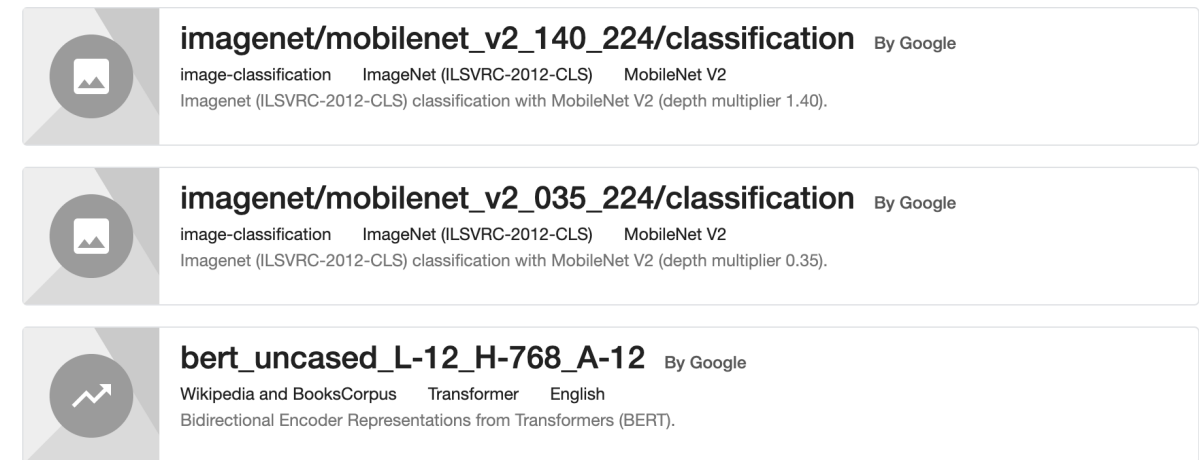 imagenet/mobilenet_v2_140_224/classification By Google
image-classification ImageNet (ILSVRC-2012-CLS) MobileNet V2
Imagenet (ILSVRC-2012-CLS) classification with MobileNet V2 (depth multiplier 1.40).
imagenet/mobilenet_v2_035_224/classification By Google
image-classification ImageNet (ILSVRC-2012-CLS) MobileNet V2
Imagenet (ILSVRC-2012-CLS) classification with MobileNet V2 (depth multiplier 0.35).
bert_uncased_L-12_H-768_A-12 By Google
Wikipedia and BooksCorpus Transformer English
Bidirectional Encoder Representations from Transformers (BERT).